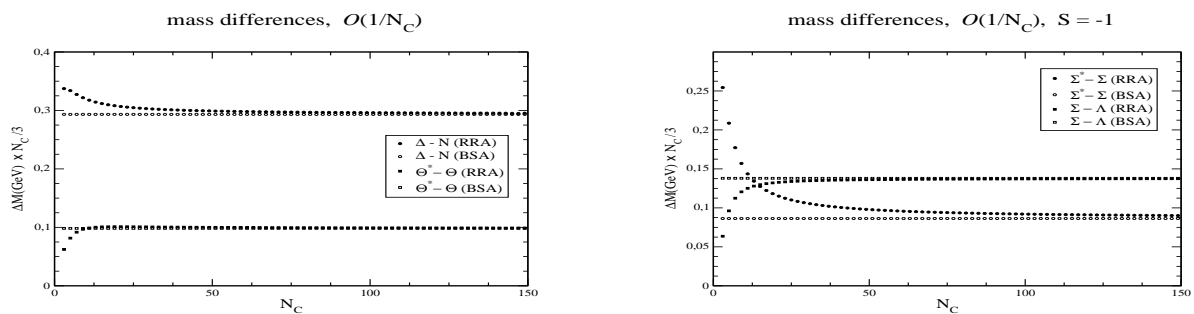 mass differences, O(1/N_C)
0,4
0,3
0,2
0,1
0
ΔM(GeV) x N_C/3
Δ - N (RRA)
Δ - N (BSA)
Θ*– Θ (RRA)
Θ*– Θ (BSA)
0
50
100
150
N_C
mass differences, O(1/N_C), S = -1
0,25
0,2
0,15
0,1
0,05
0
ΔM(GeV) x N_C/3
Σ*– Σ (RRA)
Σ*– Σ (BSA)
Σ – Λ (RRA)
Σ – Λ (BSA)
0
50
100
150
N_C